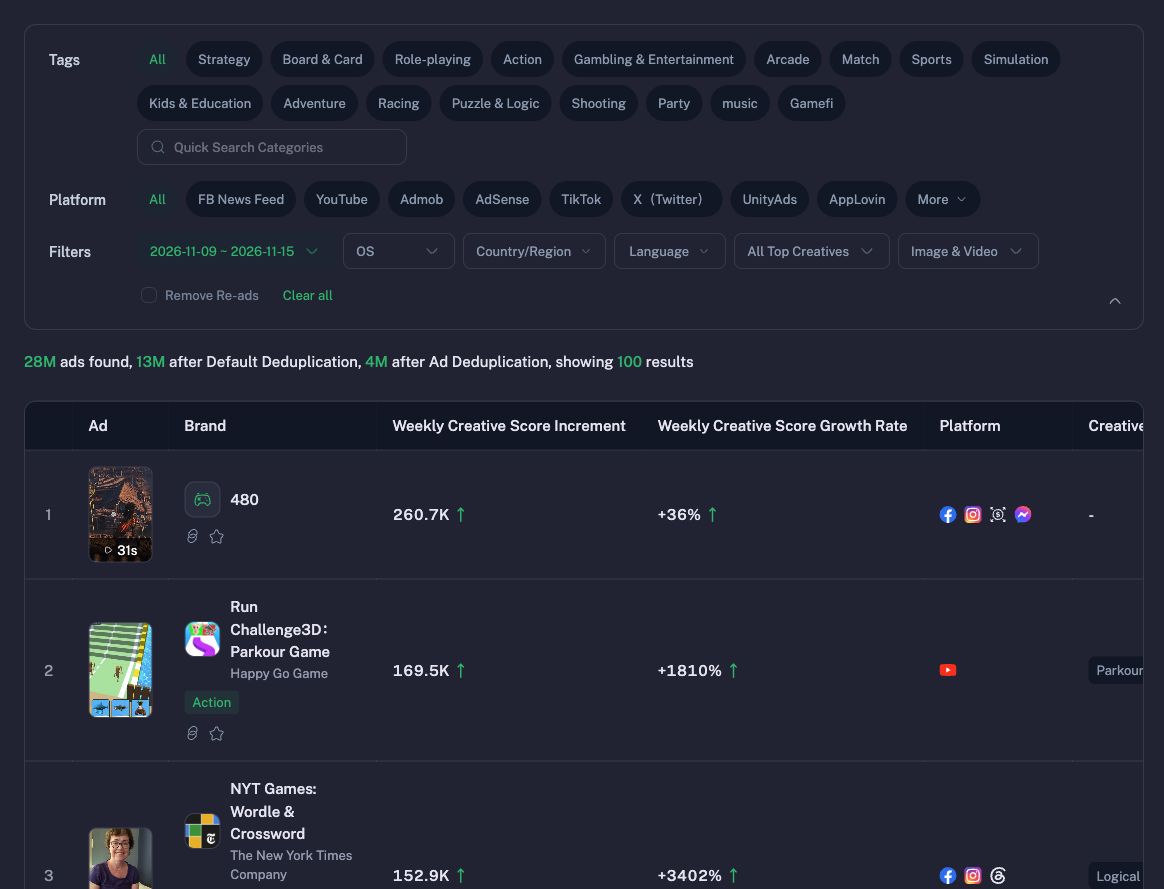 Tags
All
Strategy
Board & Card
Role-playing
Action
Gambling & Entertainment
Arcade
Match
Sports
Simulation
Kids & Education
Adventure
Racing
Puzzle & Logic
Shooting
Party
music
Gamefi
Quick Search Categories
Platform
All
FB News Feed
YouTube
Admob
AdSense
TikTok
X（Twitter）
UnityAds
AppLovin
More
Filters
2026-11-09 ~ 2026-11-15
OS
Country/Region
Language
All Top Creatives
Image & Video
Remove Re-ads
Clear all
28M ads found, 13M after Default Deduplication, 4M after Ad Deduplication, showing 100 results
Ad
Brand
Weekly Creative Score Increment
Weekly Creative Score Growth Rate
Platform
Creative
1
31s
480
260.7K ↑
+36% ↑
-
2
Run
Challenge3D：
Parkour Game
Happy Go Game
Action
169.5K ↑
+1810% ↑
Parkour
3
NYT Games:
Wordle &
Crossword
The New York Times
Company
152.9K ↑
+3402% ↑
Logical